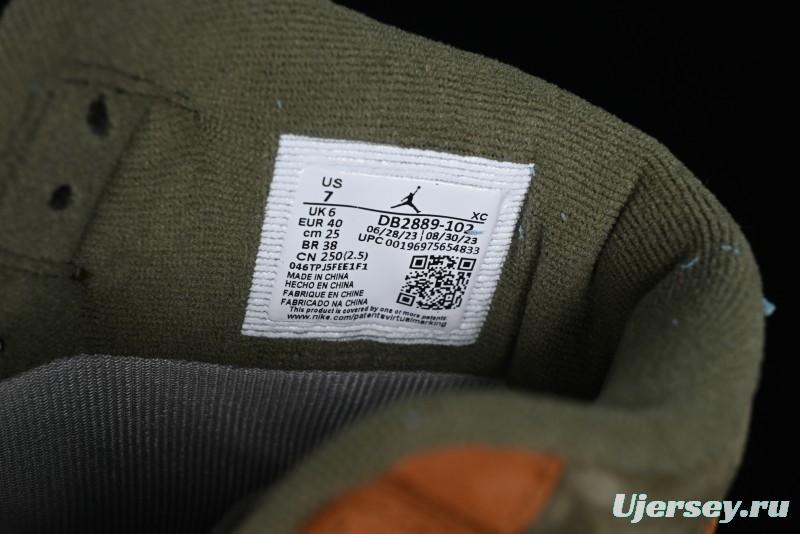 US
7
XC
UK 6
DB2889-102
EUR 40
06/28/23 08/30/23
cm 25
UPC 00196975654833
BR 38
CN 250(2.5)
046TPJ5FEE1F1
MADE IN CHINA
HECHO EN CHINA
FABRIQUE EN CHINE
FABRICADO NA CHINA
This product is covered by one or more patents
www.nike.com/patentsvirtualmarking
Ujersey.ru